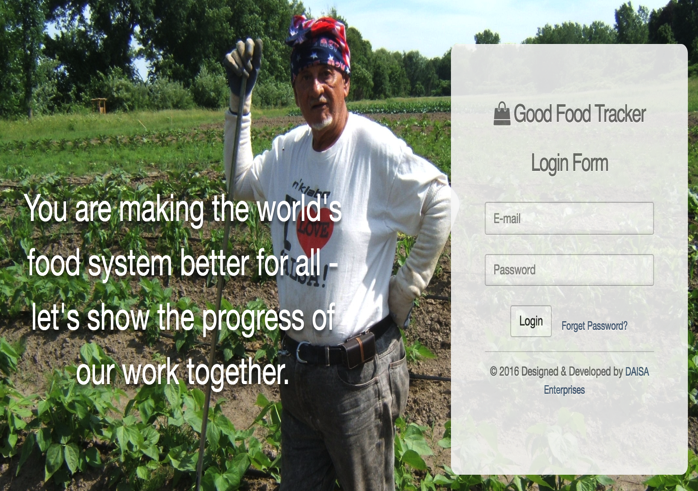 You are making the world's
food system better for all -
let's show the progress of
our work together.
I
LOVE
Good Food Tracker
Login Form
E-mail
Password
Login Forget Password?
© 2016 Designed & Developed by DAISA
Enterprises